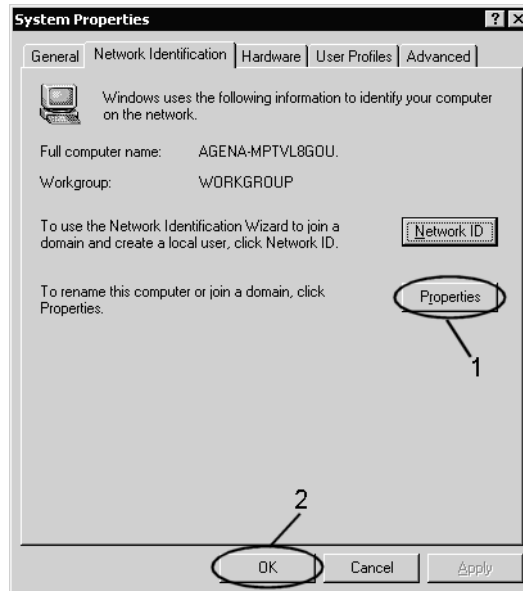 System Properties
General Network Identification Hardware User Profiles Advanced
Windows uses the following information to identify your computer
on the network.
Full computer name: AGENA-MPTVL8GOU.
Workgroup: WORKGROUP
To use the Network Identification Wizard to join a
domain and create a local user, click Network ID.
Network ID
To rename this computer or join a domain, click
Properties.
Properties
1
2
OK Cancel Apply